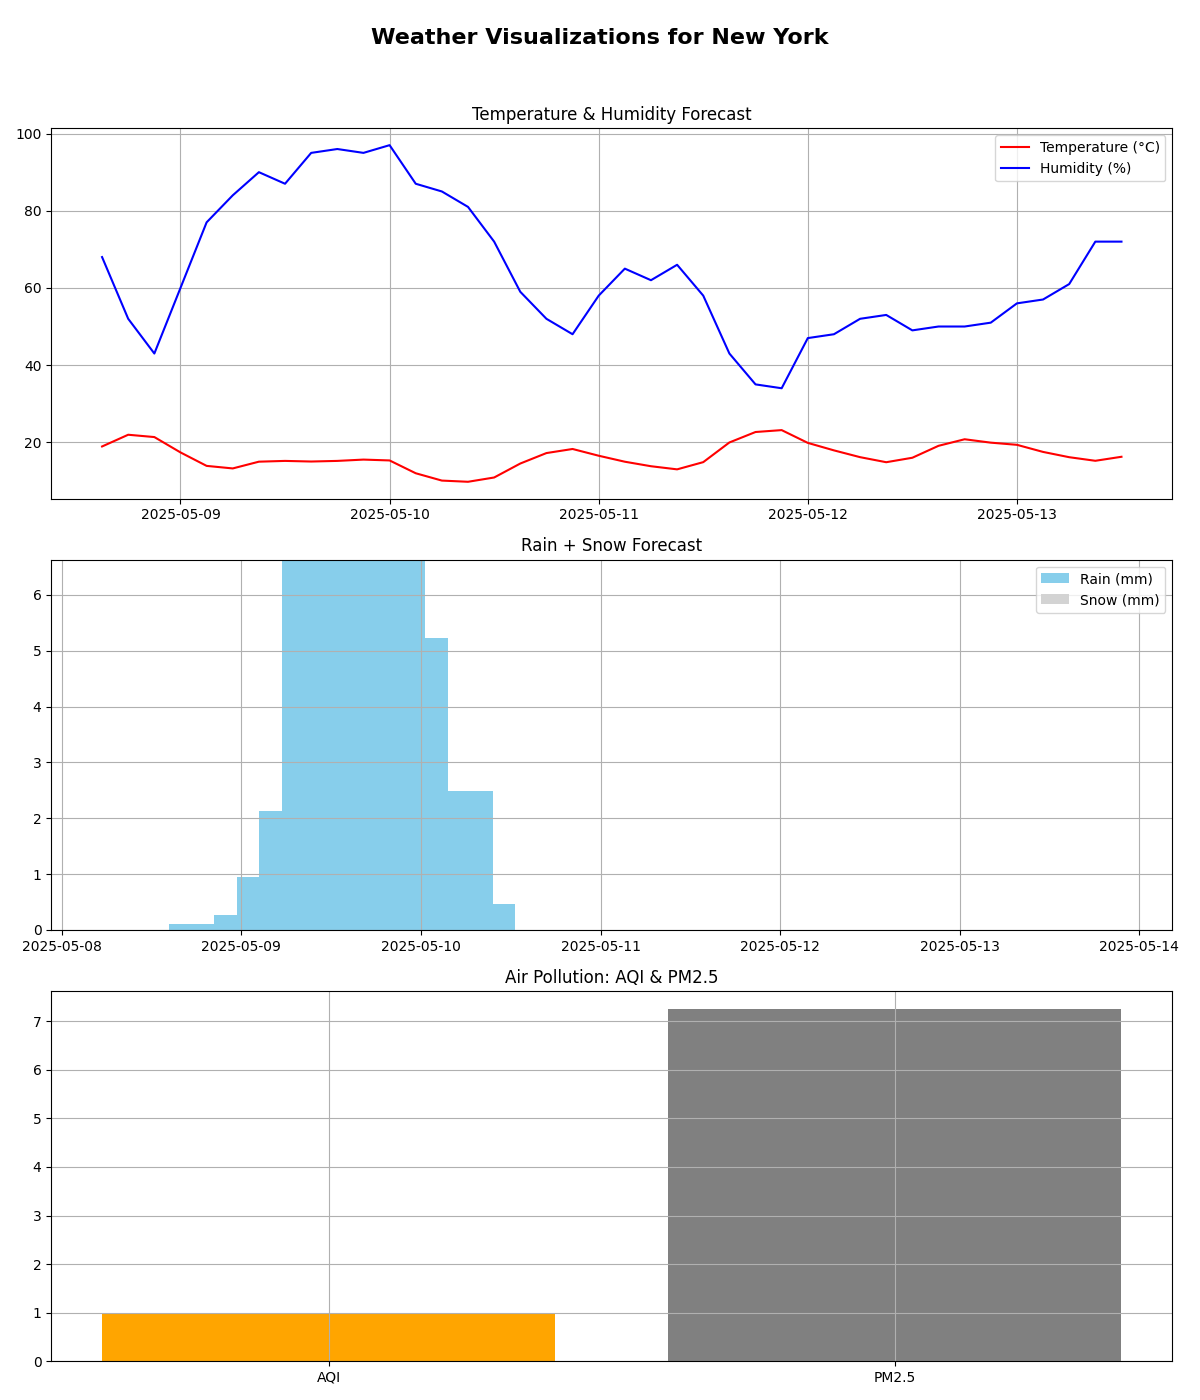 Weather Visualizations for New York
Temperature & Humidity Forecast
100
80
60
40
20
Temperature (°C)
Humidity (%)
2025-05-09 2025-05-10 2025-05-11 2025-05-12 2025-05-13
Rain + Snow Forecast
6
5
4
3
2
1
0
Rain (mm)
Snow (mm)
2025-05-08 2025-05-09 2025-05-10 2025-05-11 2025-05-12 2025-05-13 2025-05-14
Air Pollution: AQI & PM2.5
7
6
5
4
3
2
1
0
AQI PM2.5